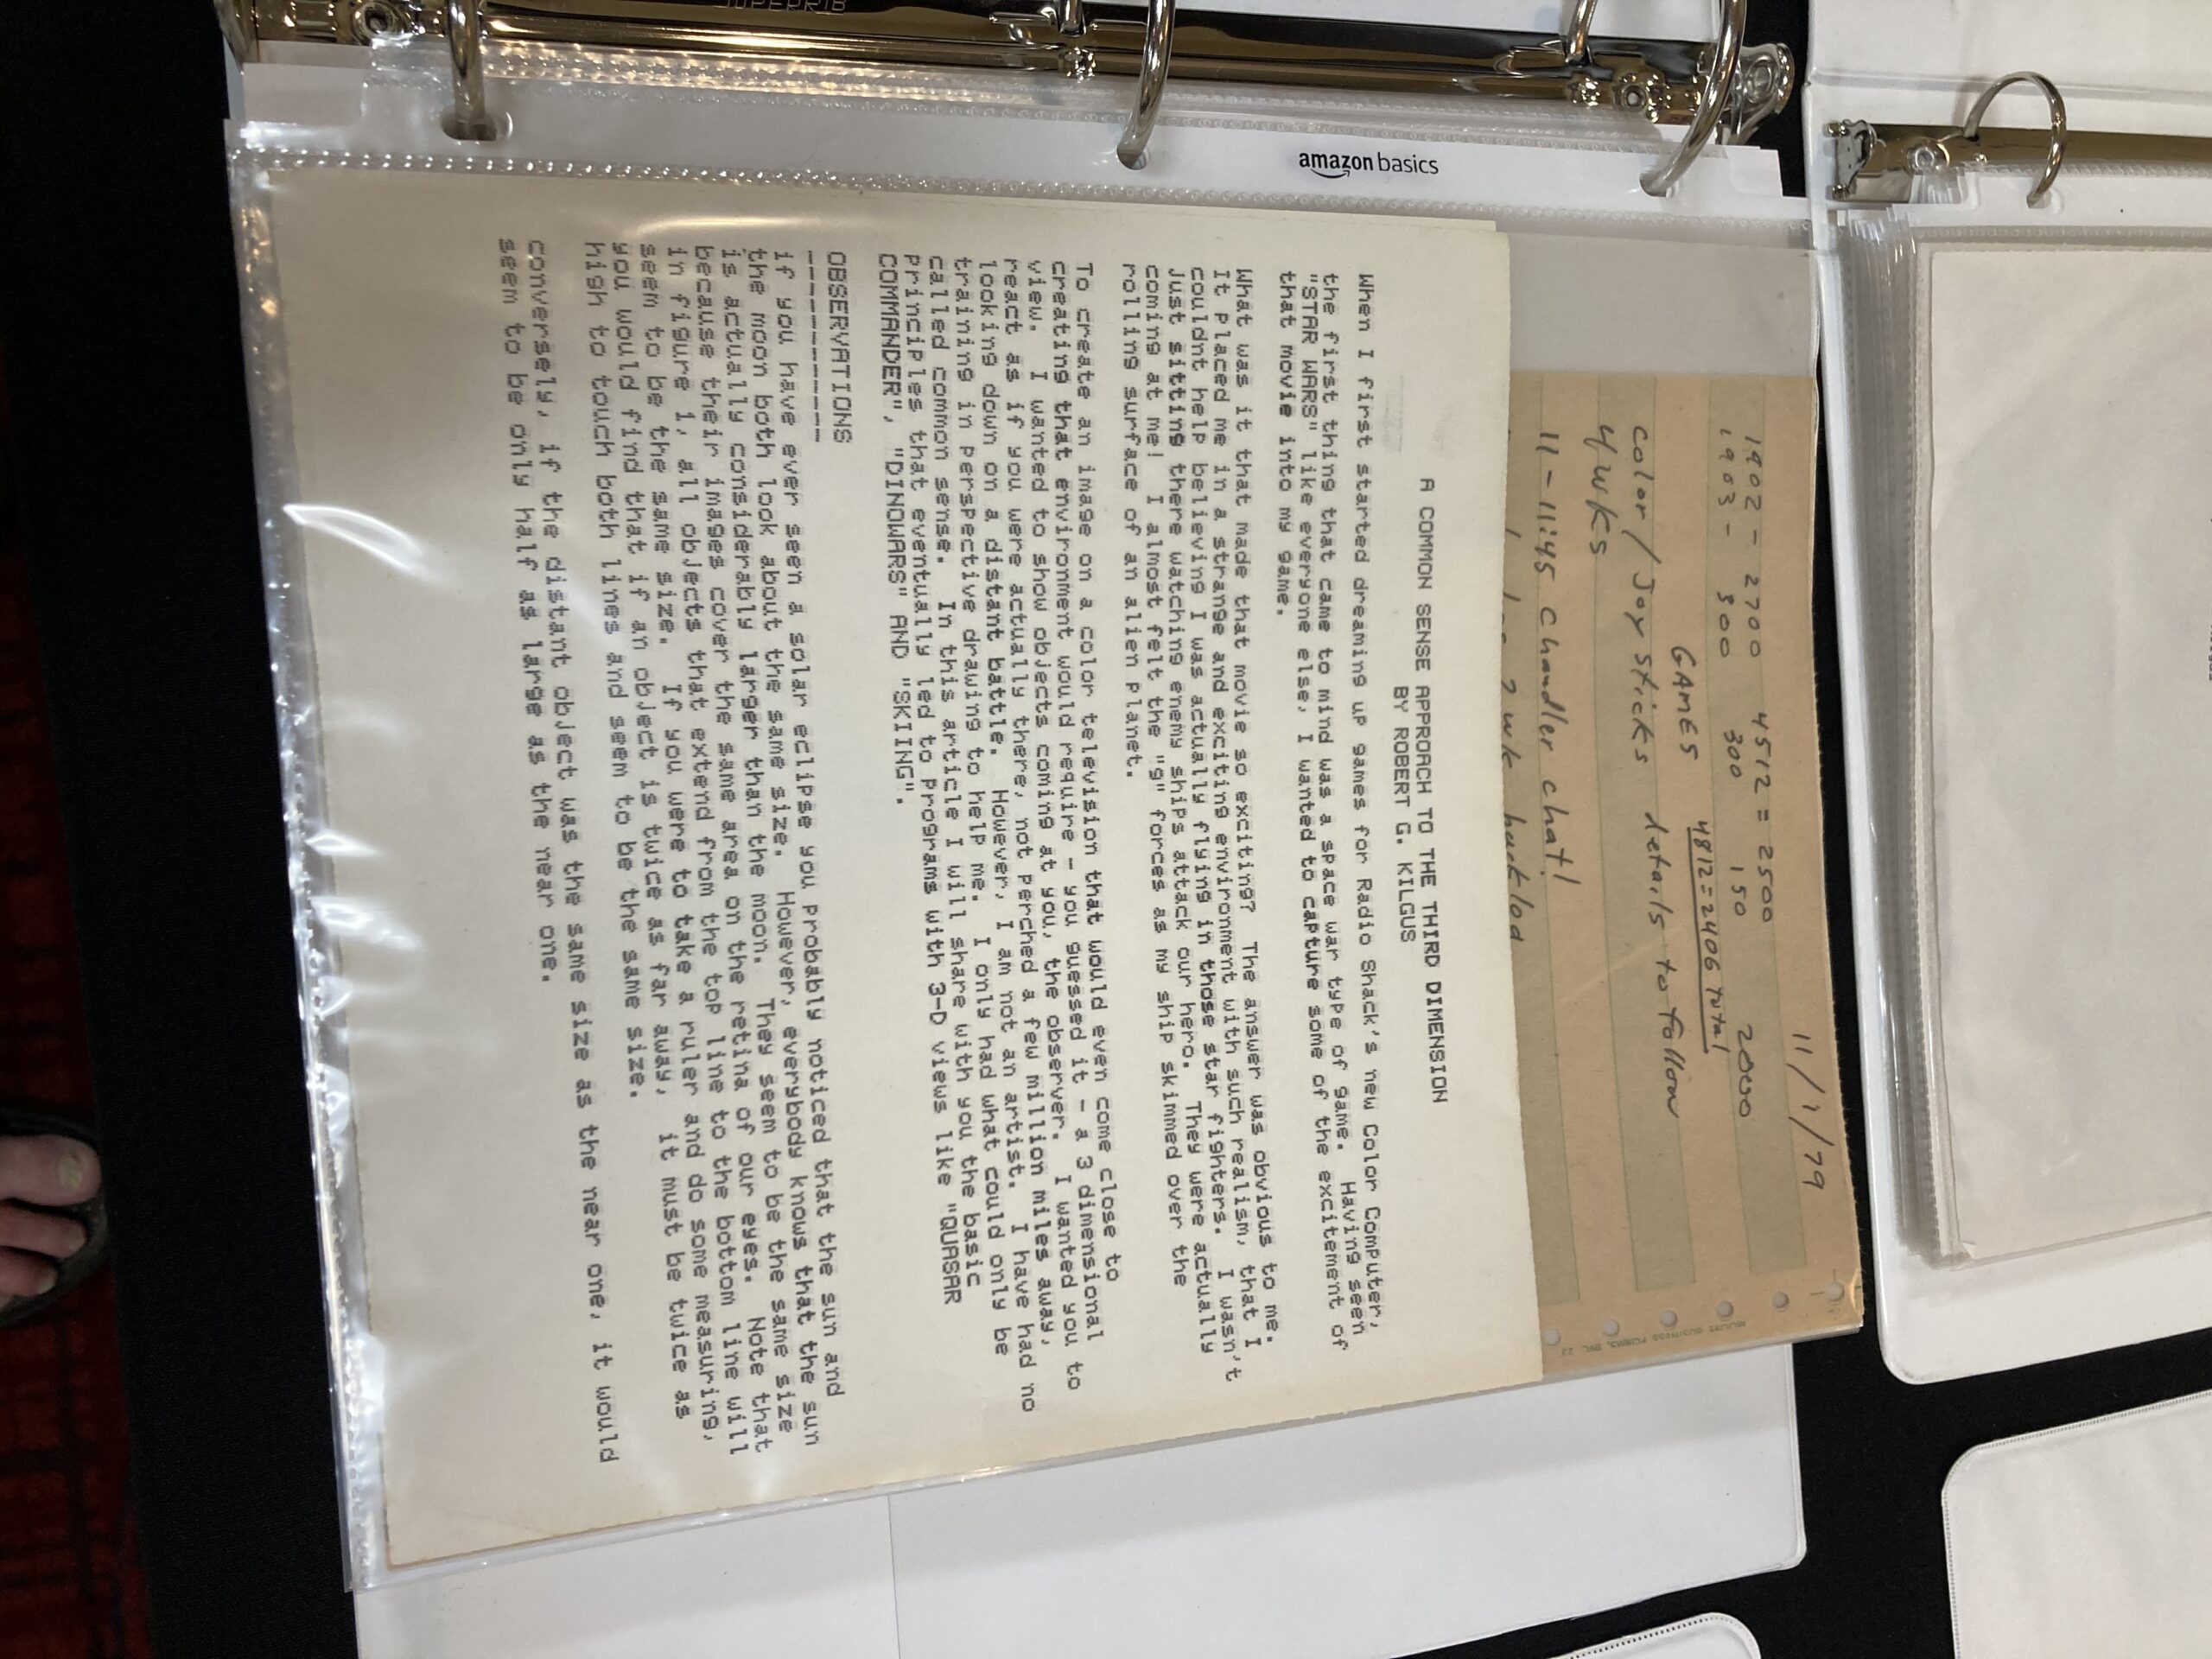 amazon basics
11/1/79
1902 - 2700 4512 = 2500
1903 - 300 300 150 2000
4812 = 2406 total
GAMES
color / Joy sticks details to follow
4 wks
11 - 11:45 chandler chat!
2 wk
A COMMON SENSE APPROACH TO THE THIRD DIMENSION
BY ROBERT G. KILGUS
When I first started dreaming up games for Radio Shack's new Color Computer,
the first thing that came to mind was a space war type of game.  Having seen
"STAR WARS" like everyone else, I wanted to capture some of the excitement of
that movie into my game.
What was it that made that movie so exciting?  The answer was obvious to me.
It placed me in a strange and exciting environment with such realism, that I
couldnt help believing I was actually flying in those star fighters.  I wasn't
just sitting there watching enemy ships attack our hero.  They were actually
coming at me!  I almost felt the "g" forces as my ship skimmed over the
rolling surface of an alien planet.
To create an image on a color television that would even come close to
creating that environment would require - you guessed it - a 3 dimensional
view.  I wanted to show objects coming at you, the observer.  I wanted you to
react as if you were actually there, not perched a few million miles away,
looking down on a distant battle.  However, I am not an artist.  I have had no
training in perspective drawing to help me.  I only had what could only be
called common sense.  In this article I will share with you the basic
principles that eventually led to programs with 3-D views like "QUASAR
COMMANDER", "DINOWARS" AND "SKIING".
OBSERVATIONS
------------
if you have ever seen a solar eclipse you probably noticed that the sun and
the moon both look about the same size.  However, everybody knows that the sun
is actually considerably larger than the moon.  They seem to be the same size
because their images cover the same area on the retina of our eyes.  Note that
in figure 1, all objects that extend from the top line to the bottom line will
seem to be the same size.  If you were to take a ruler and do some measuring,
you would find that if an object is twice as far away, it must be twice as
high to touch both lines and seem to be the same size.
conversely, if the distant object was the same size as the near one, it would
seem to be only half as large as the near one.